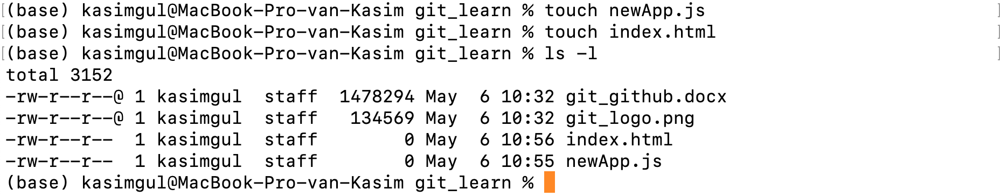 (base) kasimgul@MacBook-Pro-van-Kasim git_learn % touch newApp.js
(base) kasimgul@MacBook-Pro-van-Kasim git_learn % touch index.html
(base) kasimgul@MacBook-Pro-van-Kasim git_learn % ls -l
total 3152
-rw-r--r--@ 1 kasimgul  staff  1478294 May  6 10:32 git_github.docx
-rw-r--r--@ 1 kasimgul  staff   134569 May  6 10:32 git_logo.png
-rw-r--r--  1 kasimgul  staff        0 May  6 10:56 index.html
-rw-r--r--  1 kasimgul  staff        0 May  6 10:55 newApp.js
(base) kasimgul@MacBook-Pro-van-Kasim git_learn %